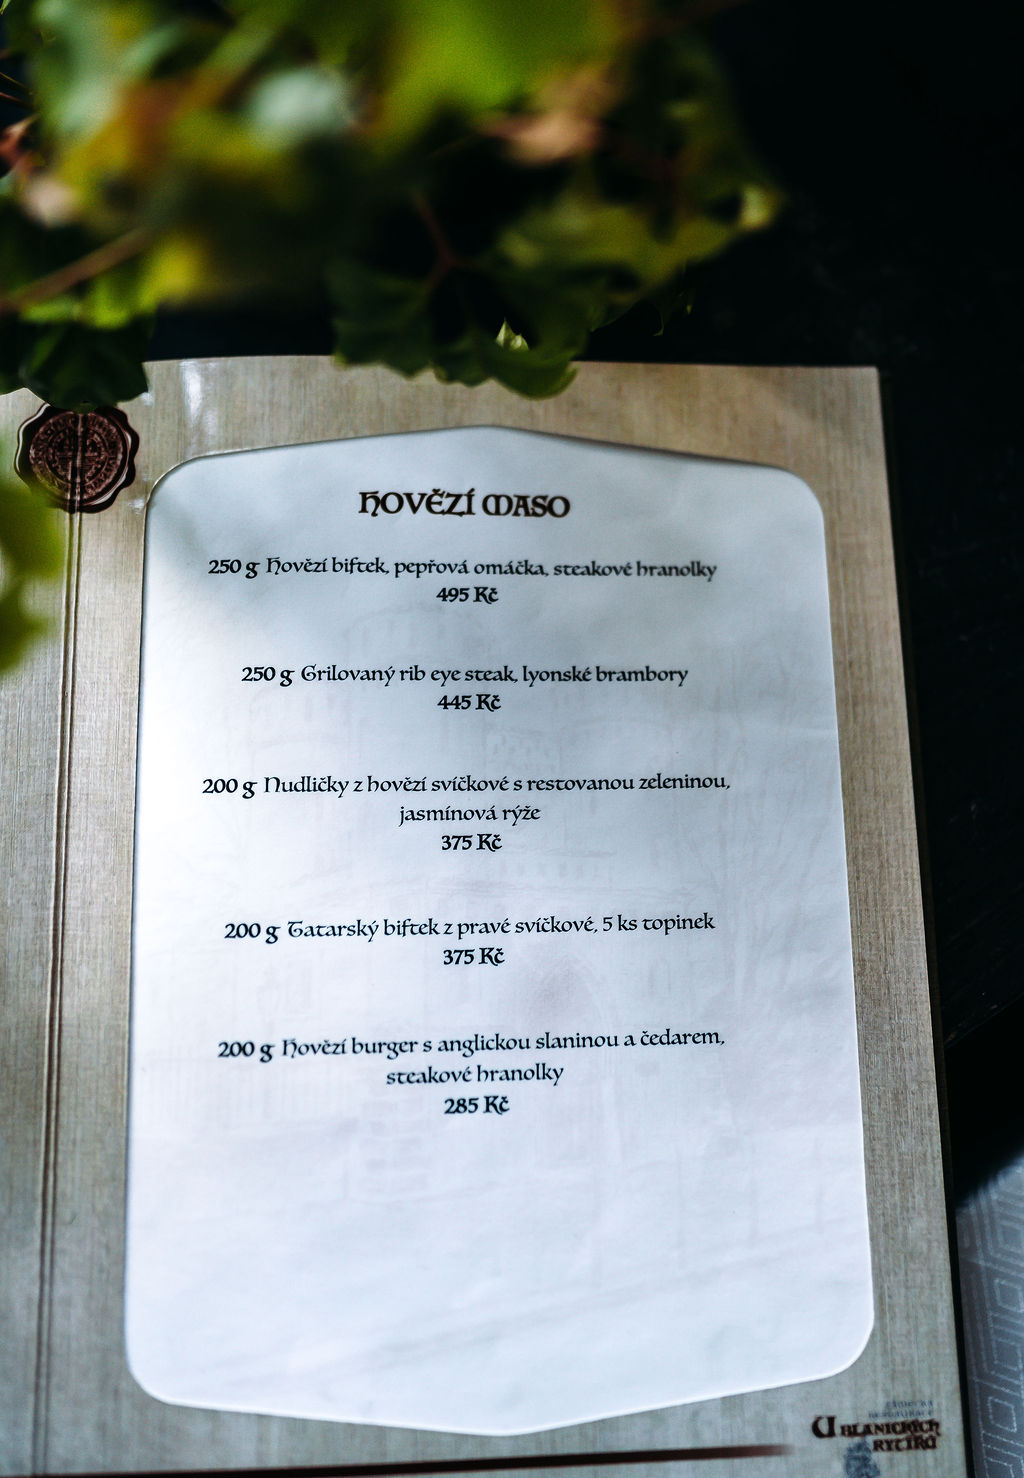 HOVĚZÍ MASO
250 g Hovězí biftek, pepřová omáčka, steakové hranolky
495 Kč
250 g Grilovaný rib eye steak, lyonské brambory
445 Kč
200 g Nudličky z hovězí svíčkové s restovanou zeleninou,
jasmínová rýže
375 Kč
200 g Tatarský biftek z pravé svíčkové, 5 ks topinek
375 Kč
200 g Hovězí burger s anglickou slaninou a čedarem,
steakové hranolky
285 Kč
U BLANICKÝCH
RYTÍŘŮ